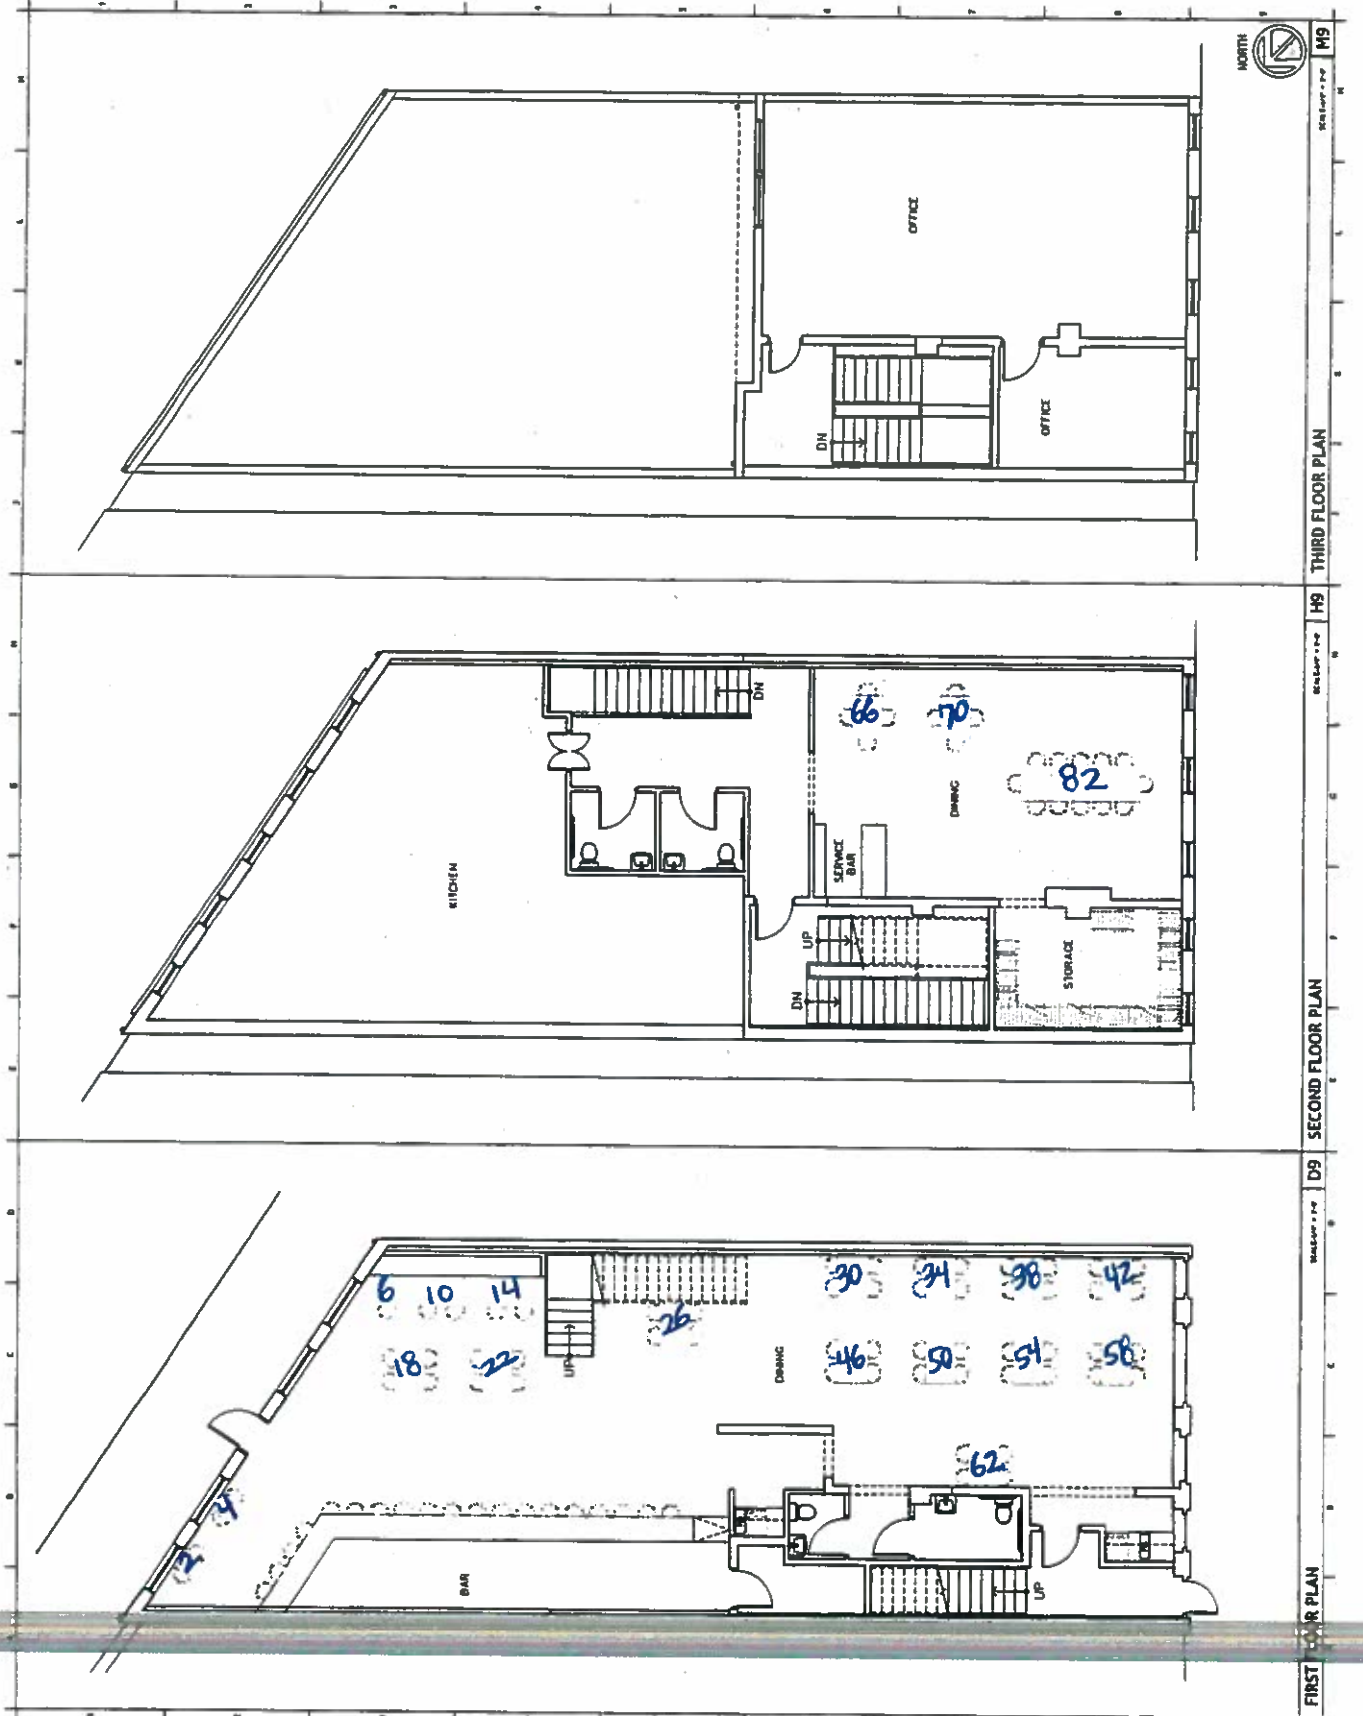 NORTH
M9
THIRD FLOOR PLAN
OFFICE
OFFICE
DN
H9
SECOND FLOOR PLAN
KITCHEN
DN
66
70
82
DINING
SERVICE
BAR
UP
DN
STORAGE
D9
FIRST FLOOR PLAN
6
10
14
18
22
UP
26
DINING
30
34
38
42
46
50
54
58
62
4
2
BAR
UP